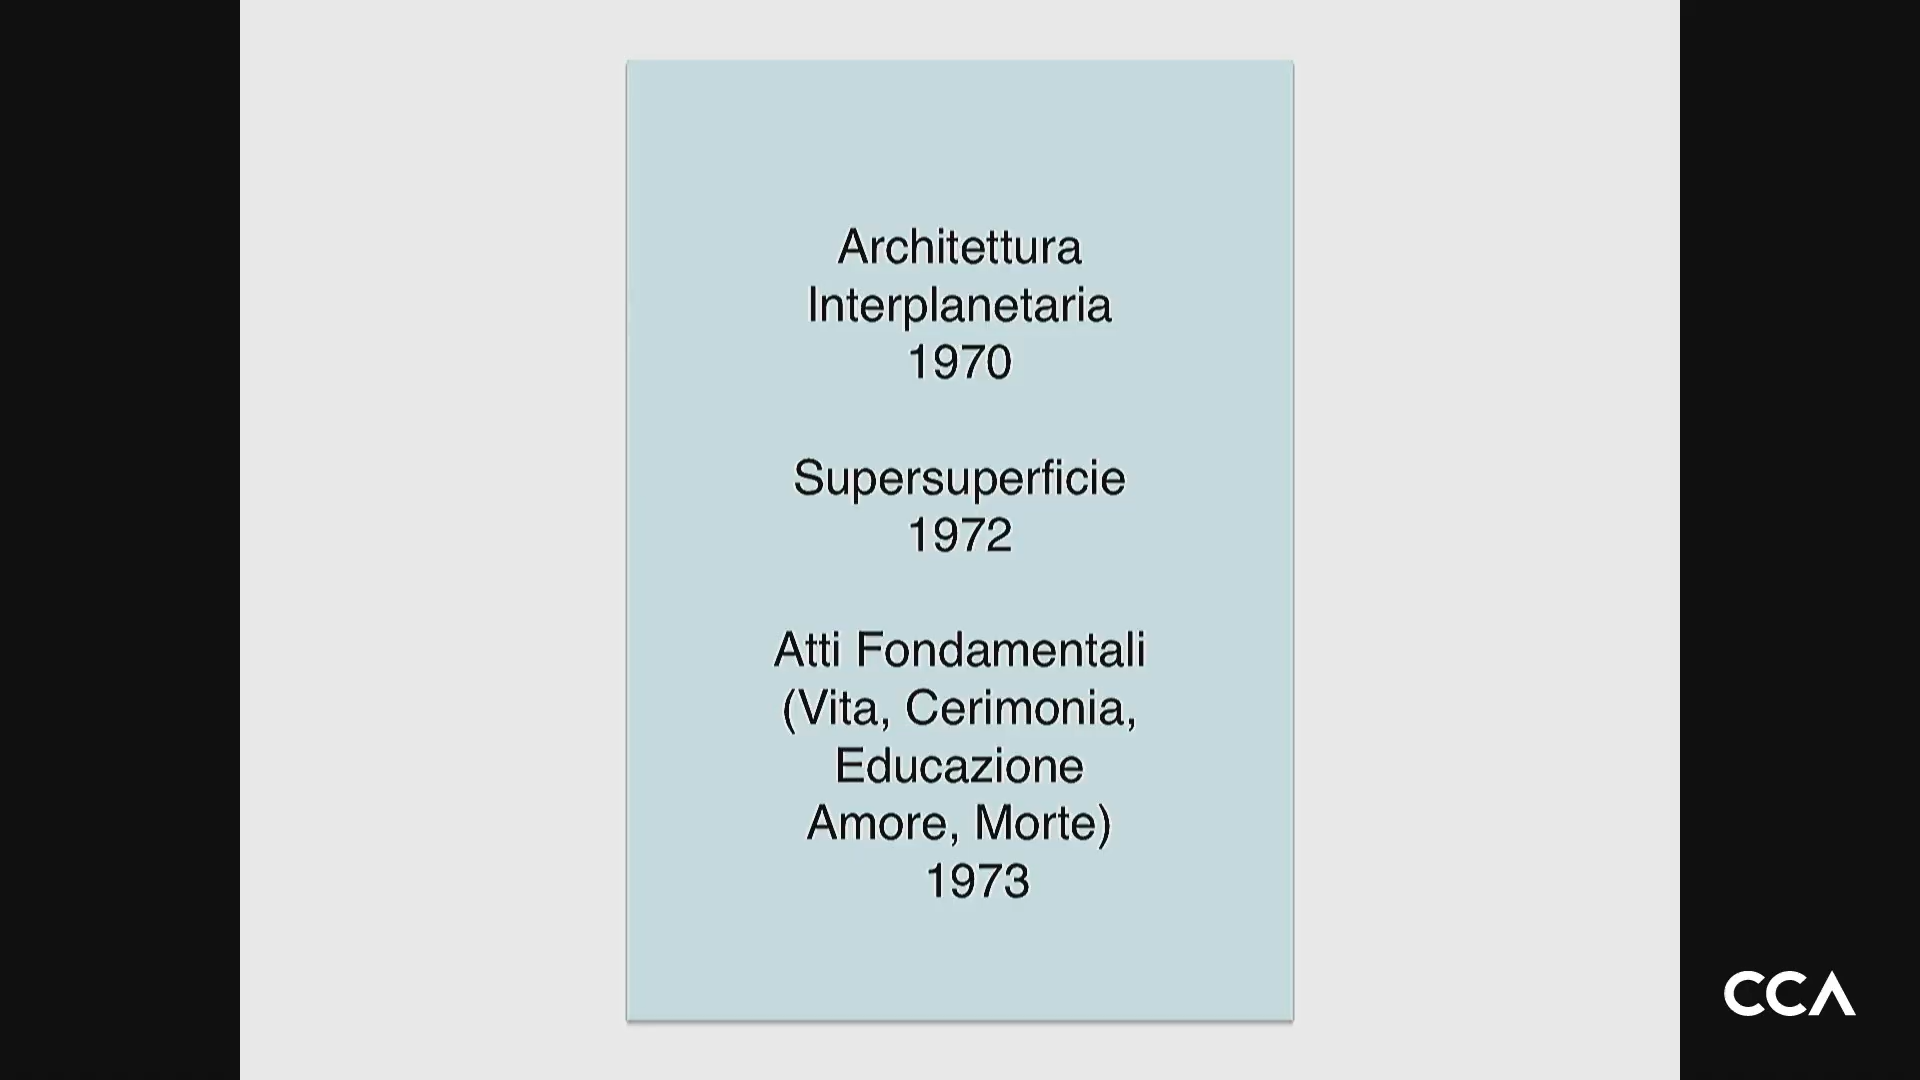 Architettura
Interplanetaria
1970
Supersuperficie
1972
Atti Fondamentali
(Vita, Cerimonia,
Educazione
Amore, Morte)
1973
CCA